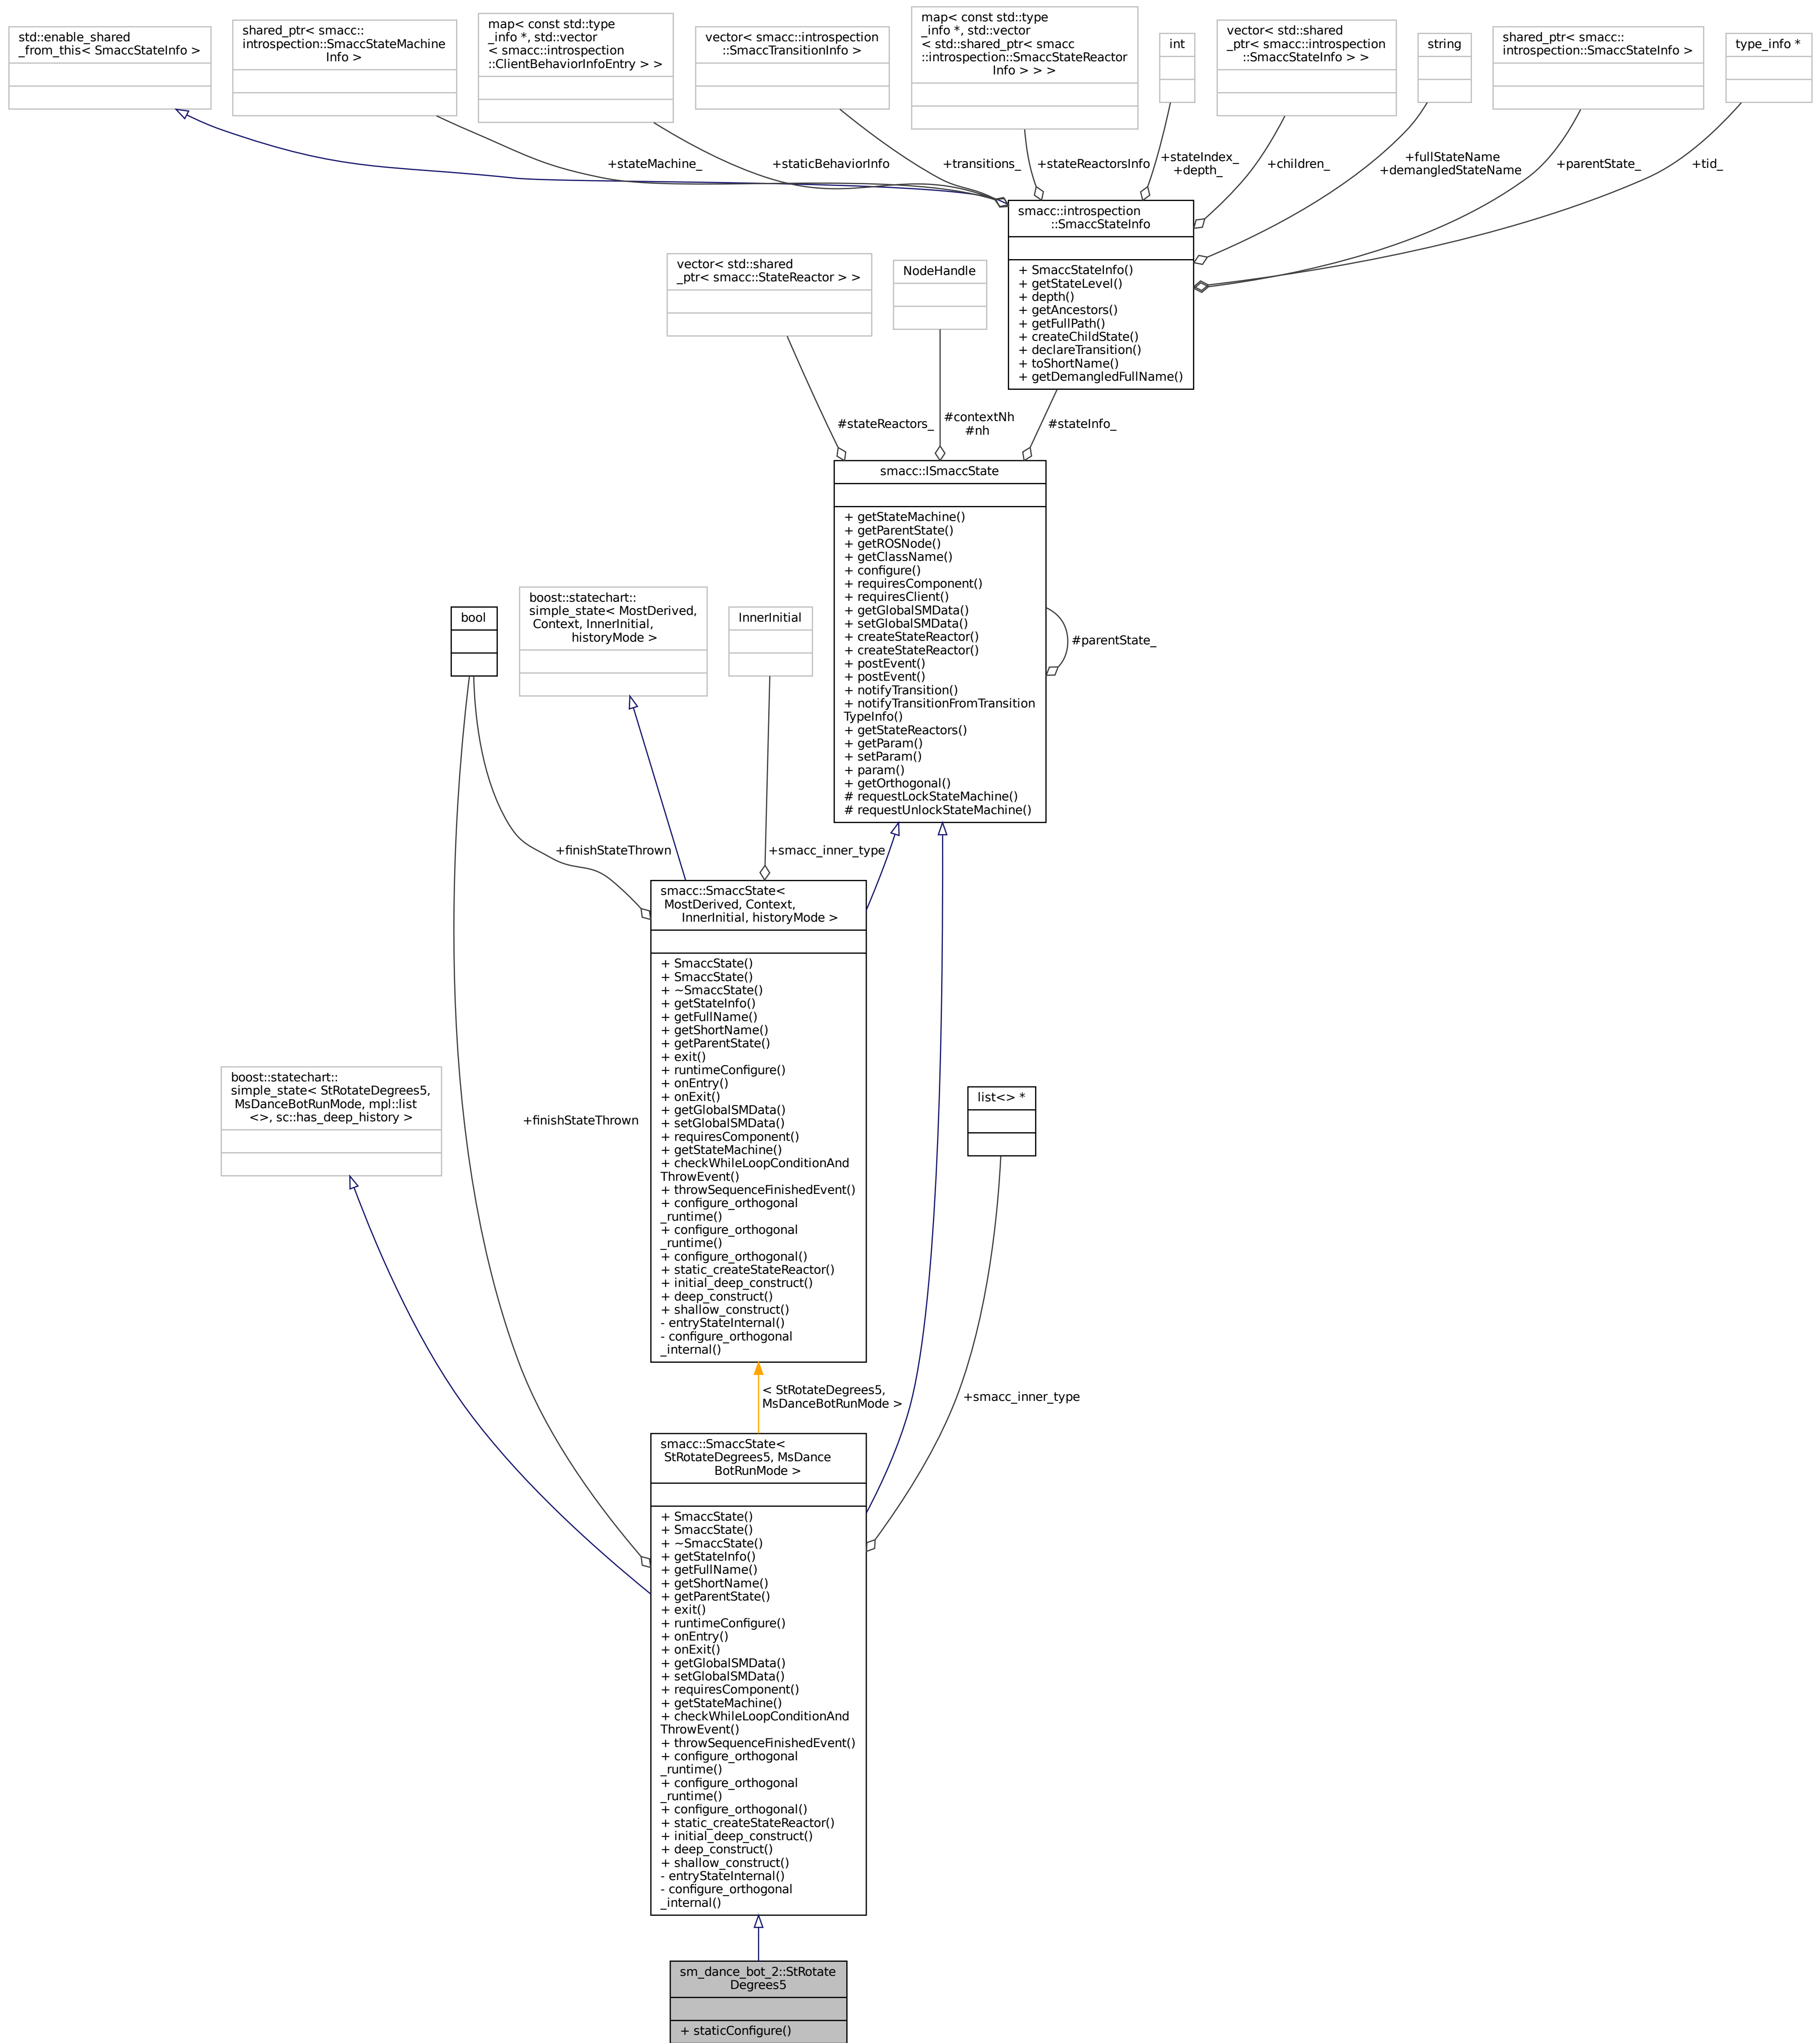 std::enable_shared
_from_this< SmaccStateInfo >
shared_ptr< smacc::
introspection::SmaccStateMachine
Info >
map< const std::type
_info *, std::vector
< smacc::introspection
::ClientBehaviorInfoEntry > >
vector< smacc::introspection
::SmaccTransitionInfo >
map< const std::type
_info *, std::vector
< std::shared_ptr< smacc
::introspection::SmaccStateReactor
Info > > >
int
vector< std::shared
_ptr< smacc::introspection
::SmaccStateInfo > >
string
shared_ptr< smacc::
introspection::SmaccStateInfo >
type_info *
+stateMachine_
+staticBehaviorInfo
+transitions_
+stateReactorsInfo
+stateIndex_
+depth_
+children_
+fullStateName
+demangledStateName
+parentState_
+tid_
smacc::introspection
::SmaccStateInfo
+ SmaccStateInfo()
+ getStateLevel()
+ depth()
+ getAncestors()
+ getFullPath()
+ createChildState()
+ declareTransition()
+ toShortName()
+ getDemangledFullName()
vector< std::shared
_ptr< smacc::StateReactor > >
NodeHandle
#stateReactors_
#contextNh
#nh
#stateInfo_
smacc::ISmaccState
+ getStateMachine()
+ getParentState()
+ getROSNode()
+ getClassName()
+ configure()
+ requiresComponent()
+ requiresClient()
+ getGlobalSMData()
+ setGlobalSMData()
+ createStateReactor()
+ createStateReactor()
+ postEvent()
+ postEvent()
+ notifyTransition()
+ notifyTransitionFromTransition
TypeInfo()
+ getStateReactors()
+ getParam()
+ setParam()
+ param()
+ getOrthogonal()
# requestLockStateMachine()
# requestUnlockStateMachine()
#parentState_
bool
boost::statechart::
simple_state< MostDerived,
Context, InnerInitial,
historyMode >
InnerInitial
+finishStateThrown
+smacc_inner_type
smacc::SmaccState<
MostDerived, Context,
InnerInitial, historyMode >
+ SmaccState()
+ SmaccState()
+ ~SmaccState()
+ getStateInfo()
+ getFullName()
+ getShortName()
+ getParentState()
+ exit()
+ runtimeConfigure()
+ onEntry()
+ onExit()
+ getGlobalSMData()
+ setGlobalSMData()
+ requiresComponent()
+ getStateMachine()
+ checkWhileLoopConditionAnd
ThrowEvent()
+ throwSequenceFinishedEvent()
+ configure_orthogonal
_runtime()
+ configure_orthogonal
_runtime()
+ configure_orthogonal()
+ static_createStateReactor()
+ initial_deep_construct()
+ deep_construct()
+ shallow_construct()
- entryStateInternal()
- configure_orthogonal
_internal()
boost::statechart::
simple_state< StRotateDegrees5,
MsDanceBotRunMode, mpl::list
<>, sc::has_deep_history >
+finishStateThrown
list<> *
< StRotateDegrees5,
MsDanceBotRunMode >
+smacc_inner_type
smacc::SmaccState<
StRotateDegrees5, MsDance
BotRunMode >
+ SmaccState()
+ SmaccState()
+ ~SmaccState()
+ getStateInfo()
+ getFullName()
+ getShortName()
+ getParentState()
+ exit()
+ runtimeConfigure()
+ onEntry()
+ onExit()
+ getGlobalSMData()
+ setGlobalSMData()
+ requiresComponent()
+ getStateMachine()
+ checkWhileLoopConditionAnd
ThrowEvent()
+ throwSequenceFinishedEvent()
+ configure_orthogonal
_runtime()
+ configure_orthogonal
_runtime()
+ configure_orthogonal()
+ static_createStateReactor()
+ initial_deep_construct()
+ deep_construct()
+ shallow_construct()
- entryStateInternal()
- configure_orthogonal
_internal()
sm_dance_bot_2::StRotate
Degrees5
+ staticConfigure()